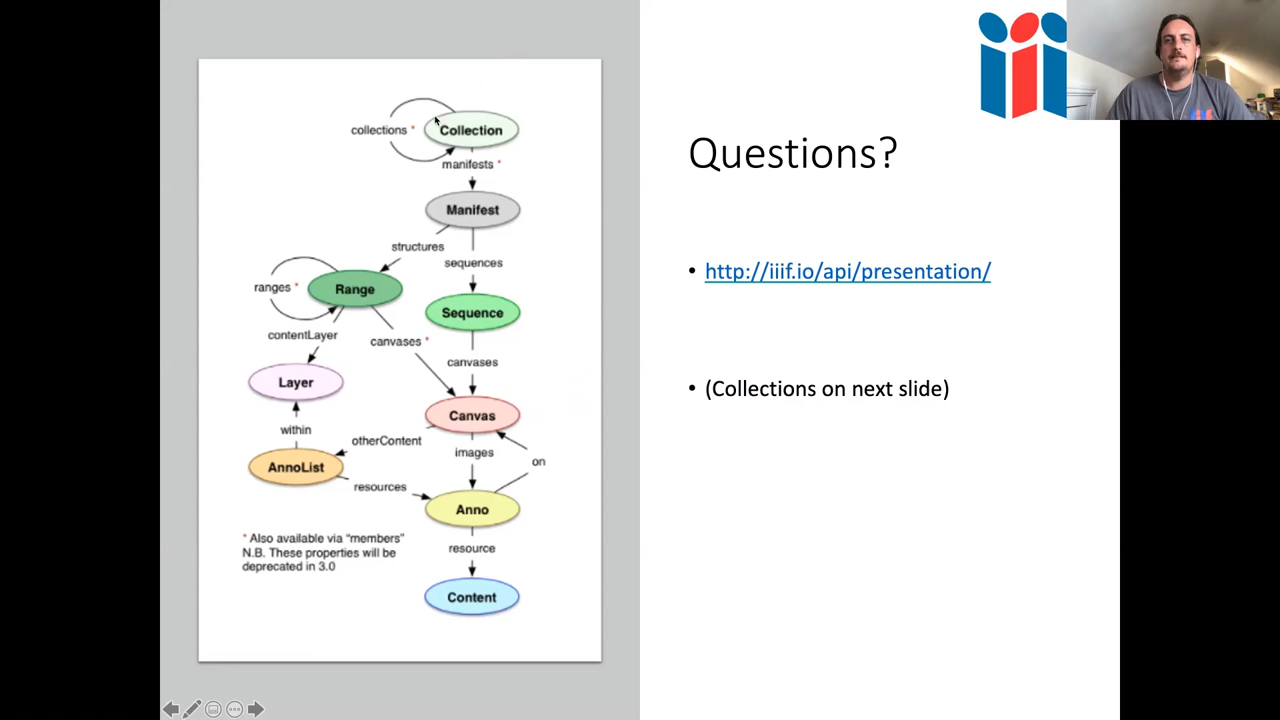 collections *
Collection
manifests *
Manifest
structures
sequences
ranges *
Range
Sequence
contentLayer
canvases *
canvases
Layer
Canvas
within
otherContent
images
on
AnnoList
resources
Anno
* Also available via "members"
N.B. These properties will be
deprecated in 3.0
resource
Content
Questions?
• http://iiif.io/api/presentation/
• (Collections on next slide)